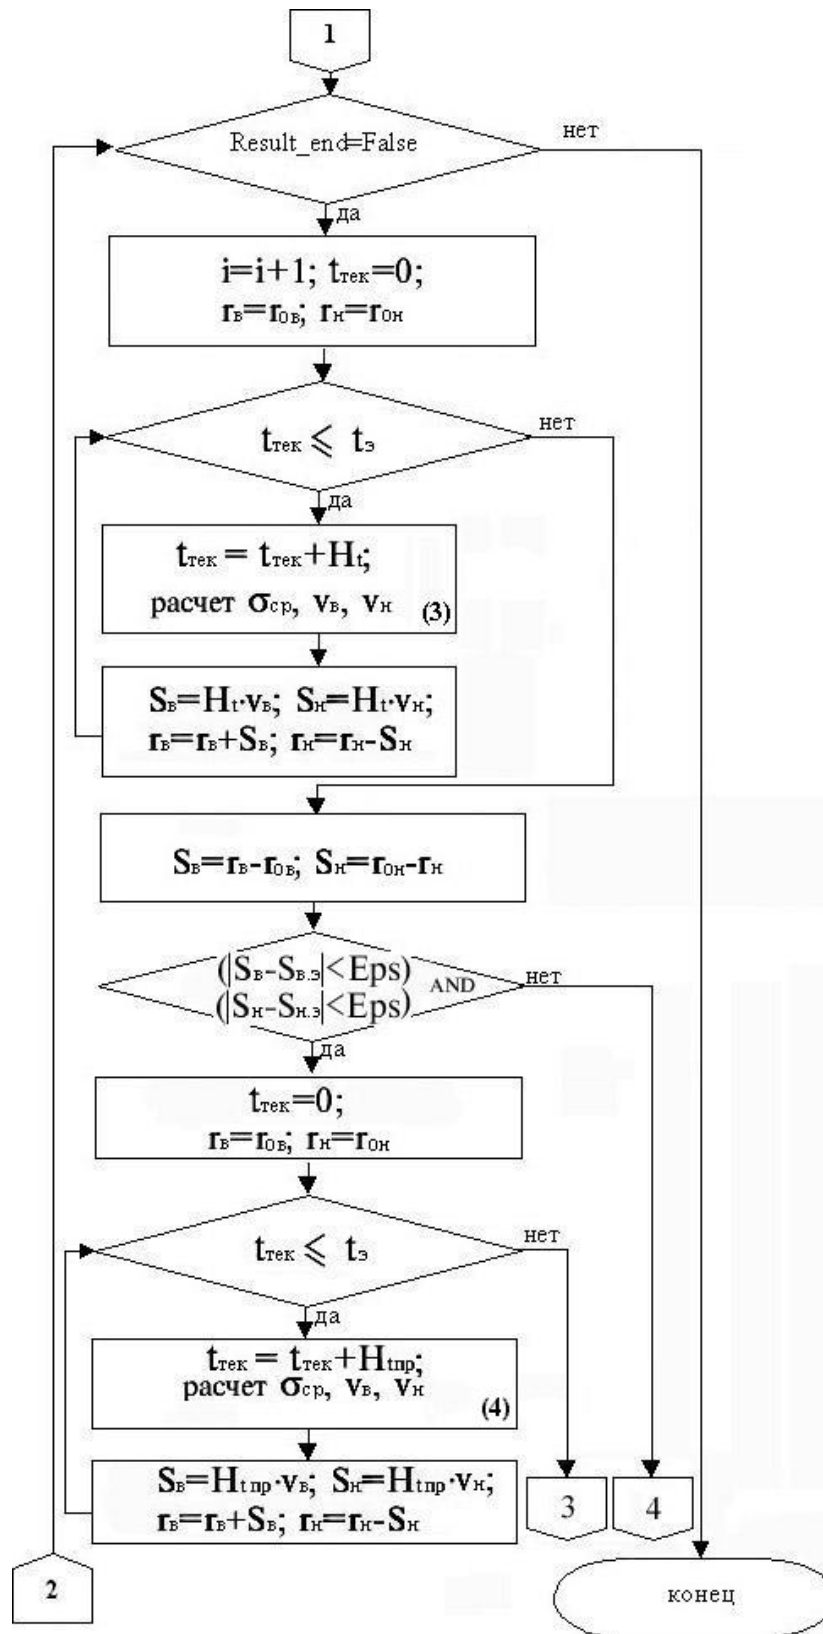 1
Result_end=False
нет
да
i=i+1; tтек=0;
rв=r0в; rн=r0н
tтек ⩽ tэ
нет
да
tтек = tтек+Ht;
расчет σср, vв, vн
(3)
Sв=Ht·vв; Sн=Ht·vн;
rв=rв+Sв; rн=rн-Sн
Sв=rв-r0в; Sн=r0н-rн
(|Sв-Sв.э|<Eps) AND
(|Sн-Sн.э|<Eps)
нет
да
tтек=0;
rв=r0в; rн=r0н
tтек ⩽ tэ
нет
да
tтек = tтек+Htпр;
расчет σср, vв, vн
(4)
Sв=Htпр·vв; Sн=Htпр·vн;
rв=rв+Sв; rн=rн-Sн
3
4
2
конец